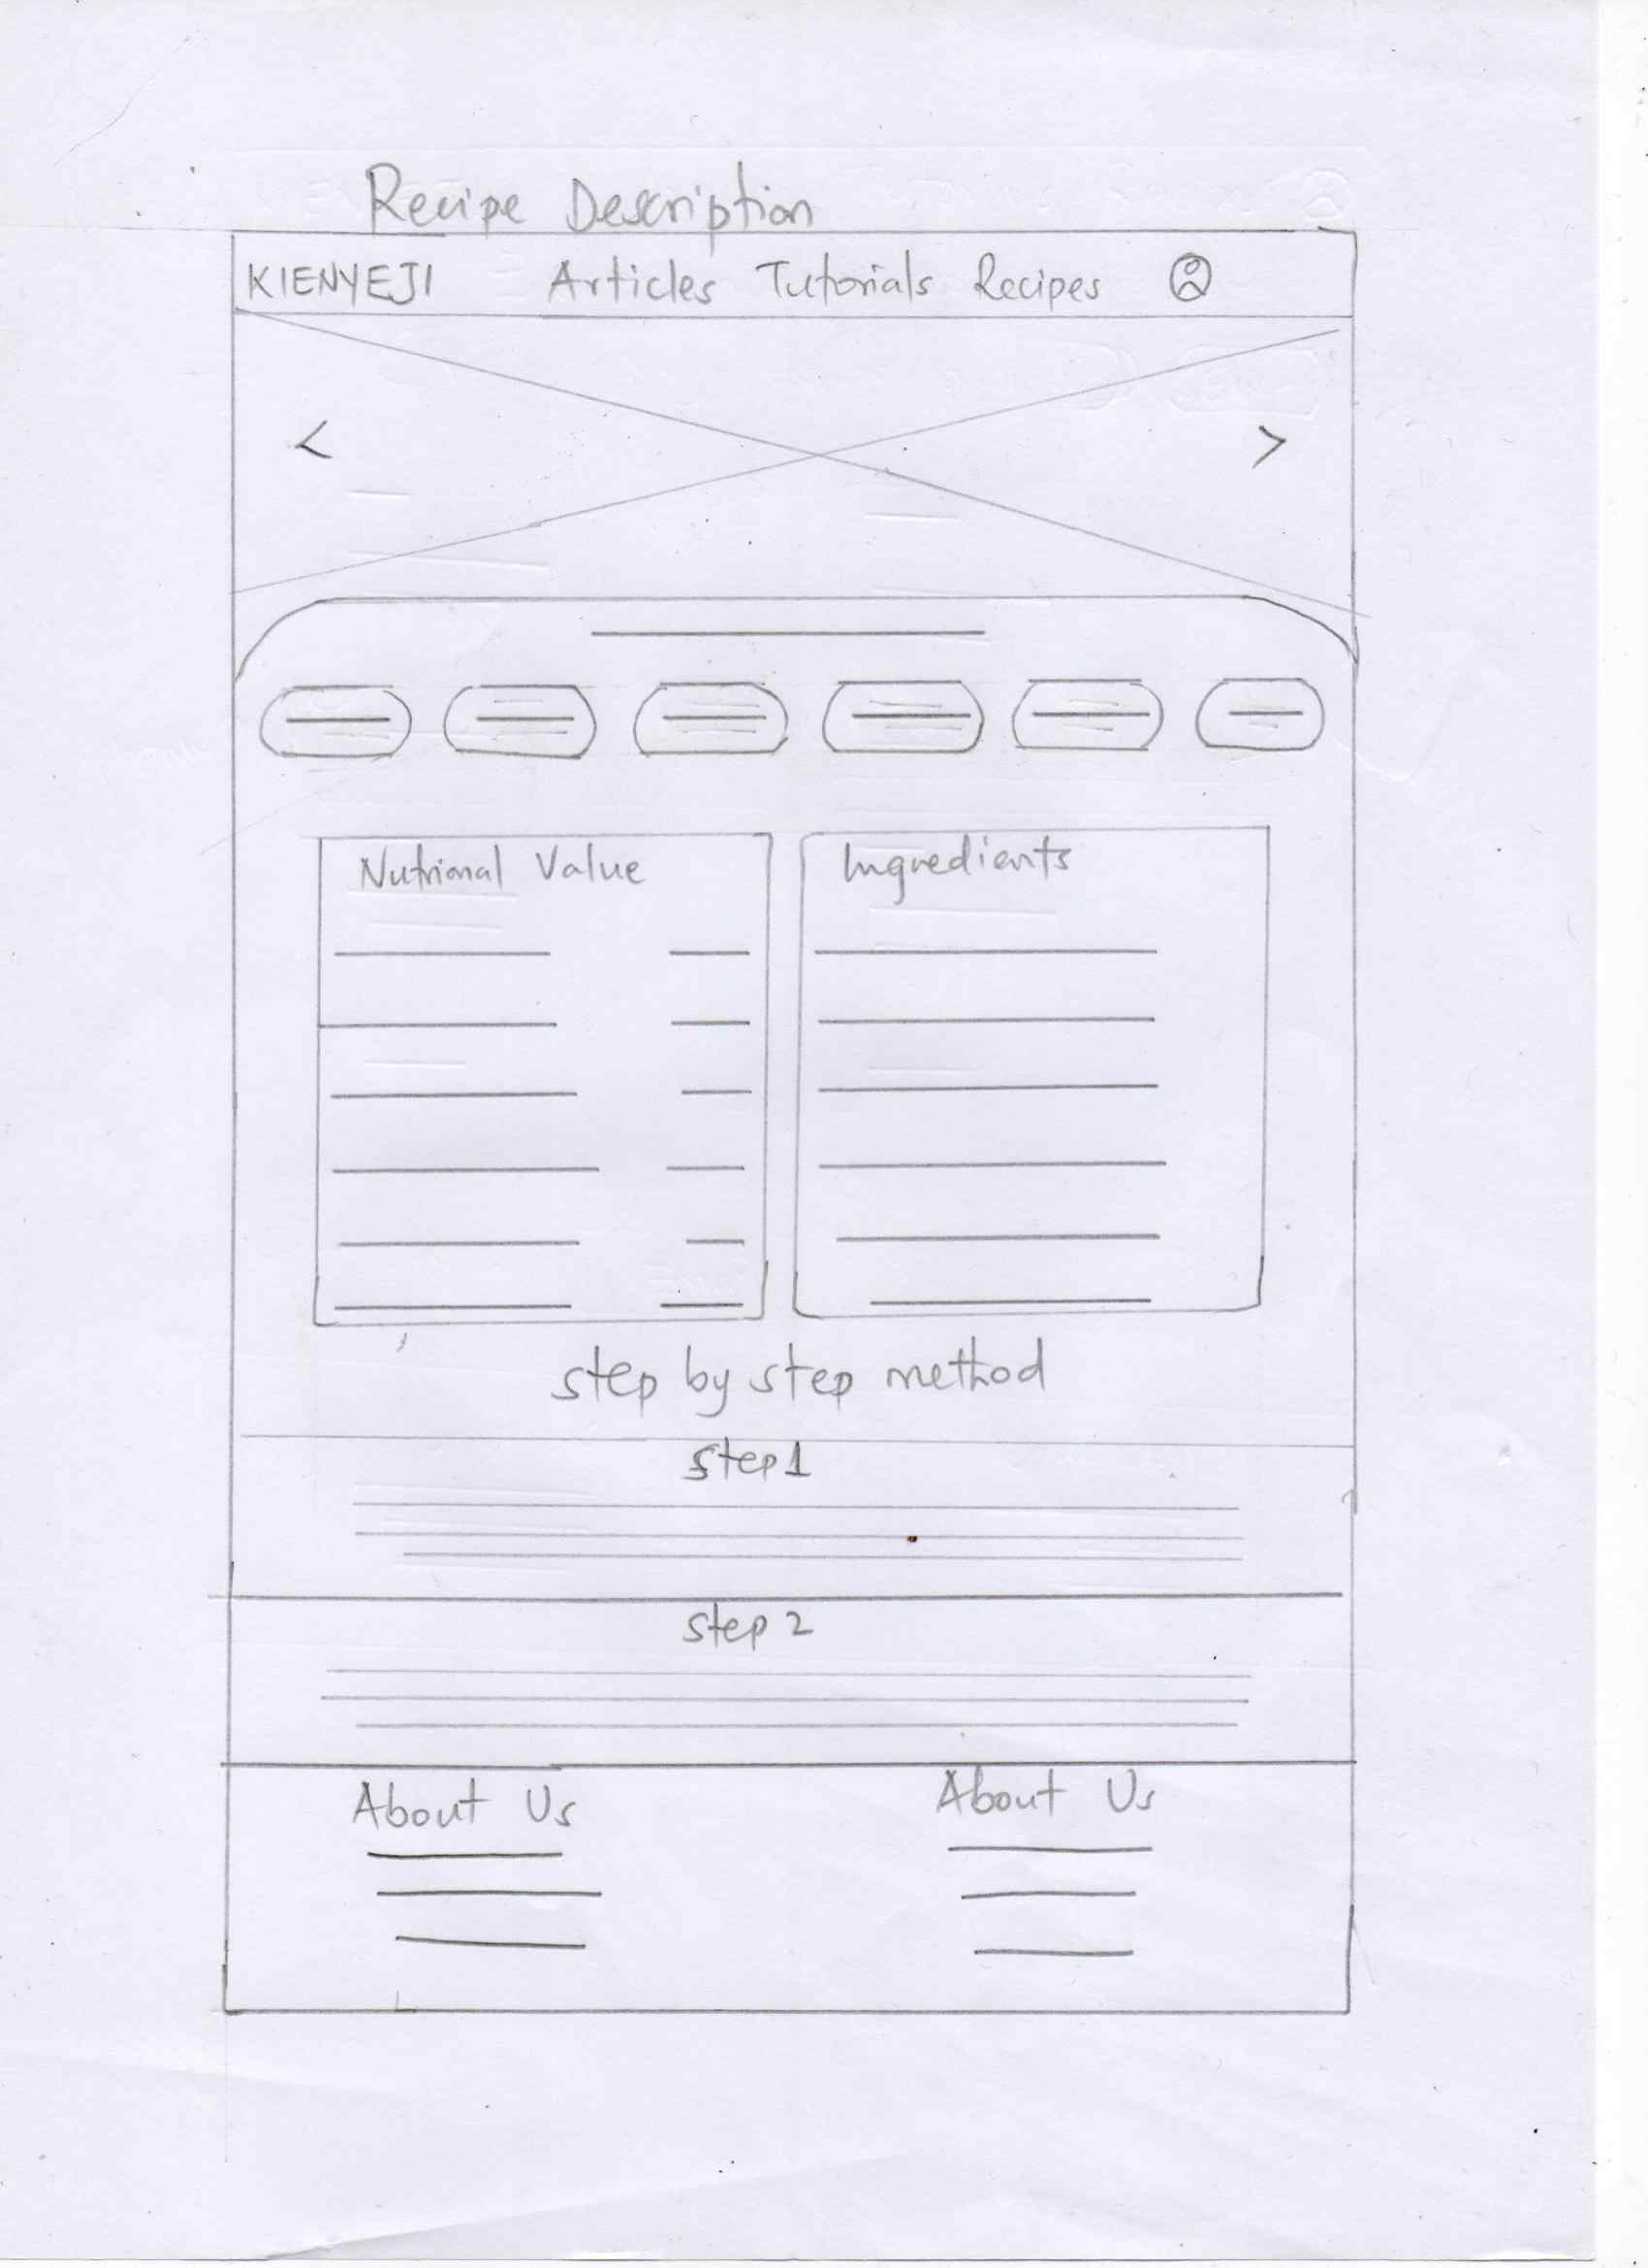 Recipe Description
KIENYEJI Articles Tutorials Recipes
< >
Nutrional Value Ingredients
step by step method
step 1
step 2
About Us About Us